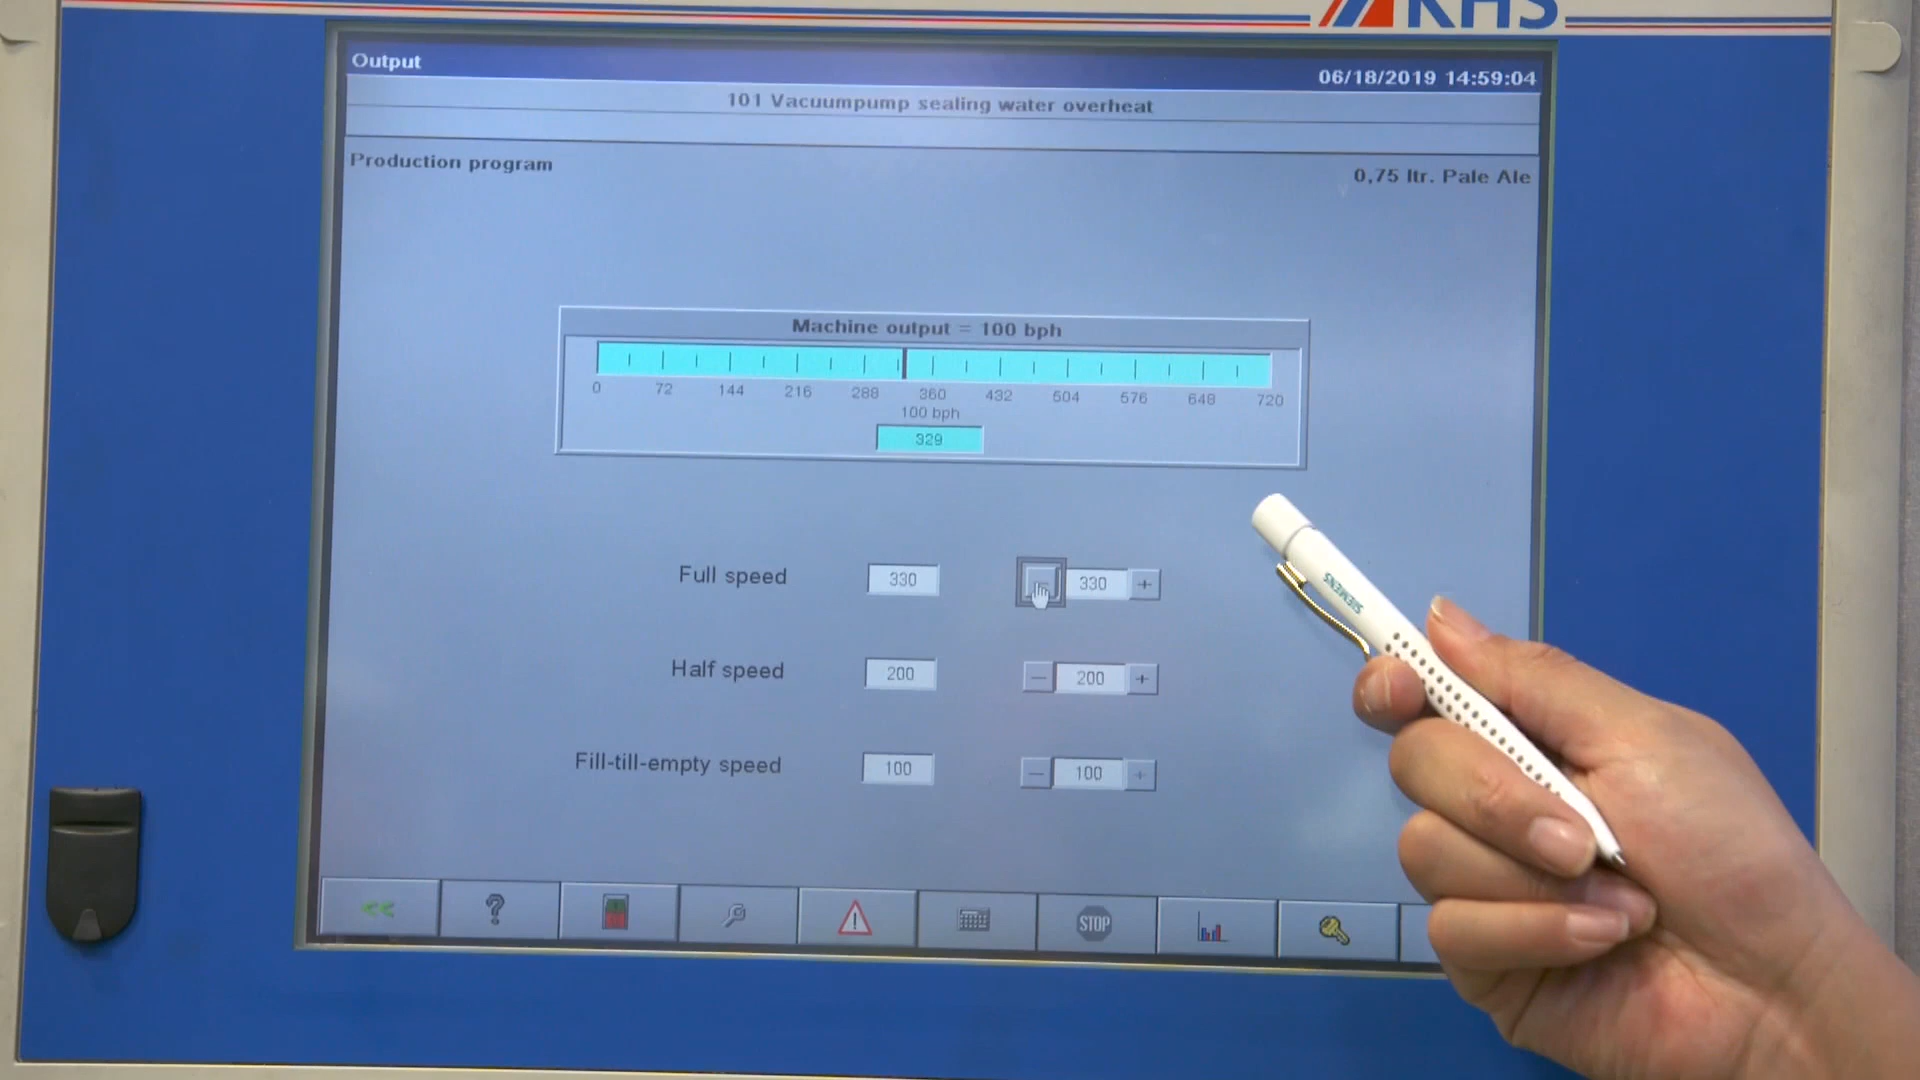 KHS
Output
06/18/2019 14:59:04
101 Vacuumpump sealing water overheat
Production program
0,75 ltr. Pale Ale
Machine output = 100 bph
0 72 144 216 288 360 432 504 576 648 720
100 bph
329
Full speed 330 330 +
Half speed 200 — 200 +
Fill-till-empty speed 100 — 100 +
<< ? STOP
SIEMENS